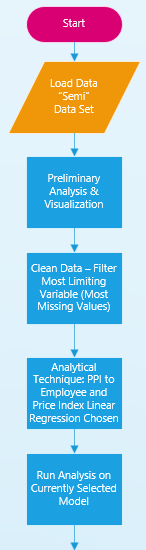 Start
Load Data
“Semi”
Data Set
Preliminary
Analysis &
Visualization
Clean Data – Filter
Most Limiting
Variable (Most
Missing Values)
Analytical
Technique: PPI to
Employee and
Price Index Linear
Regression Chosen
Run Analysis on
Currently Selected
Model